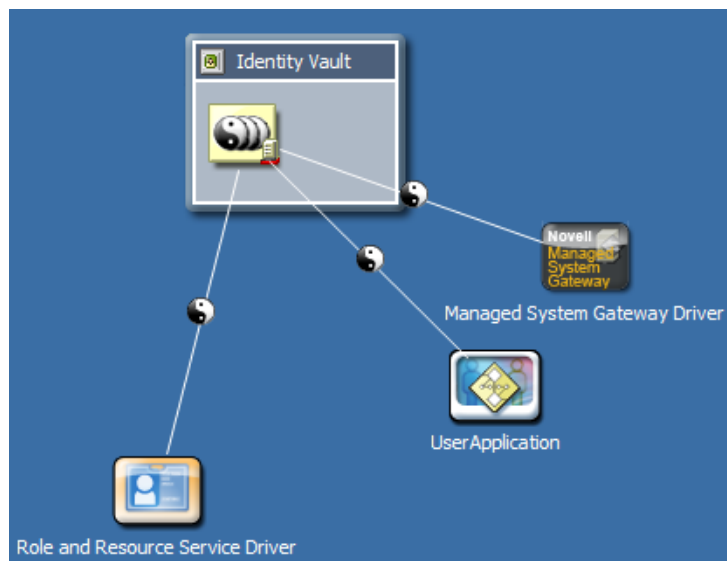 Identity Vault
Novell
Managed
System
Gateway
Managed System Gateway Driver
UserApplication
Role and Resource Service Driver